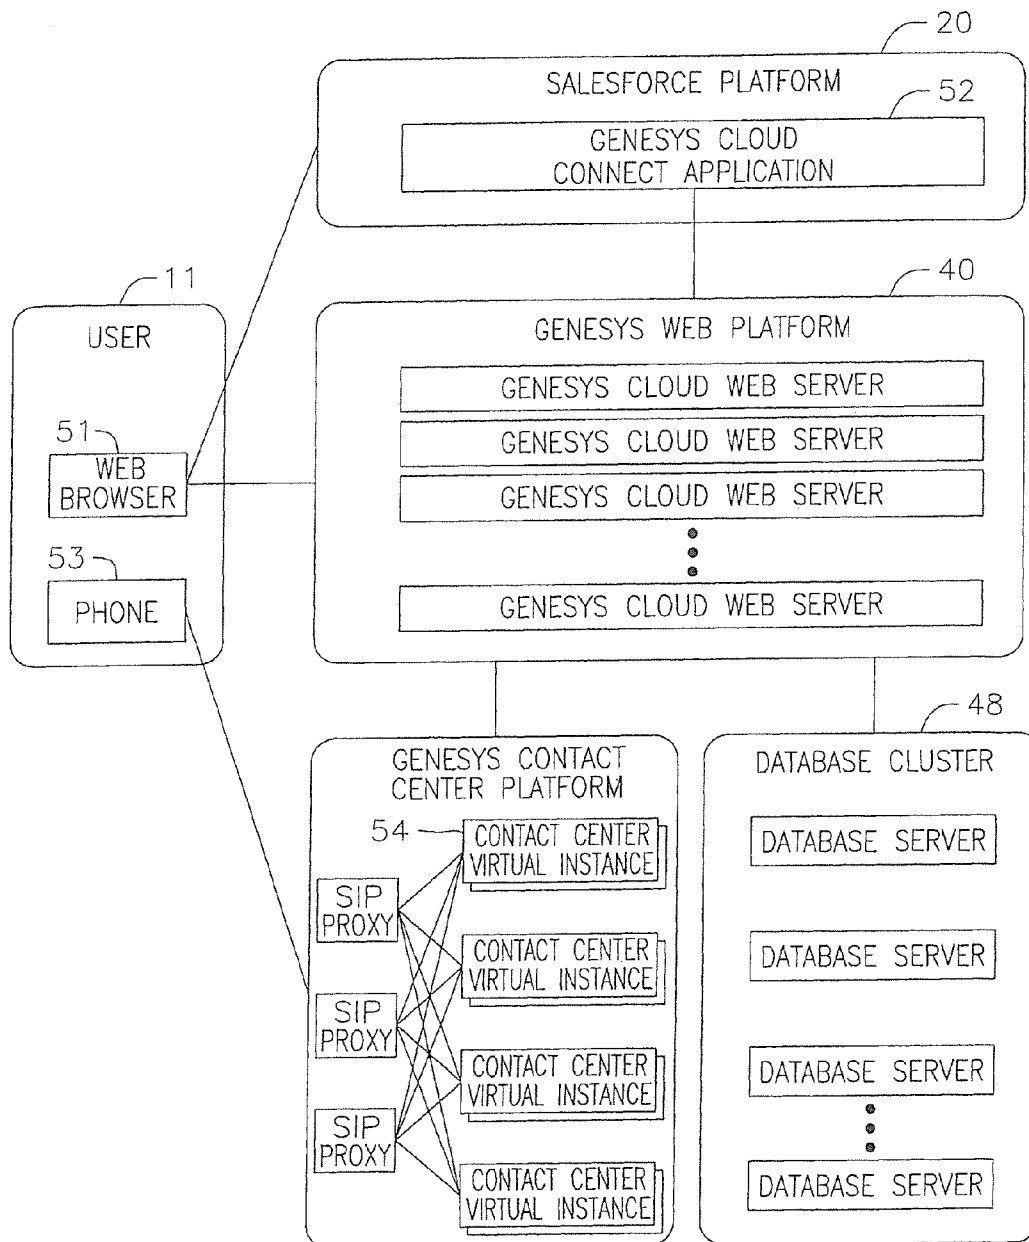 20
SALESFORCE PLATFORM
52
GENESYS CLOUD
CONNECT APPLICATION
11
USER
51
WEB
BROWSER
53
PHONE
40
GENESYS WEB PLATFORM
GENESYS CLOUD WEB SERVER
GENESYS CLOUD WEB SERVER
GENESYS CLOUD WEB SERVER
GENESYS CLOUD WEB SERVER
GENESYS CONTACT
CENTER PLATFORM
54
CONTACT CENTER
VIRTUAL INSTANCE
SIP
PROXY
CONTACT CENTER
VIRTUAL INSTANCE
SIP
PROXY
CONTACT CENTER
VIRTUAL INSTANCE
SIP
PROXY
CONTACT CENTER
VIRTUAL INSTANCE
48
DATABASE CLUSTER
DATABASE SERVER
DATABASE SERVER
DATABASE SERVER
DATABASE SERVER